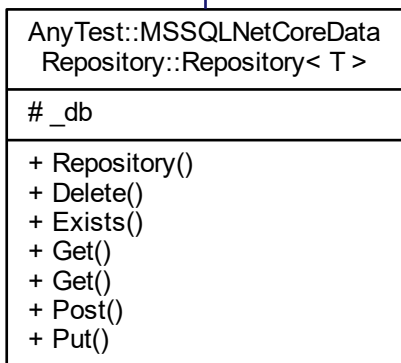 AnyTest::MSSQLNetCoreData
Repository::Repository< T >
# _db
+ Repository()
+ Delete()
+ Exists()
+ Get()
+ Get()
+ Post()
+ Put()